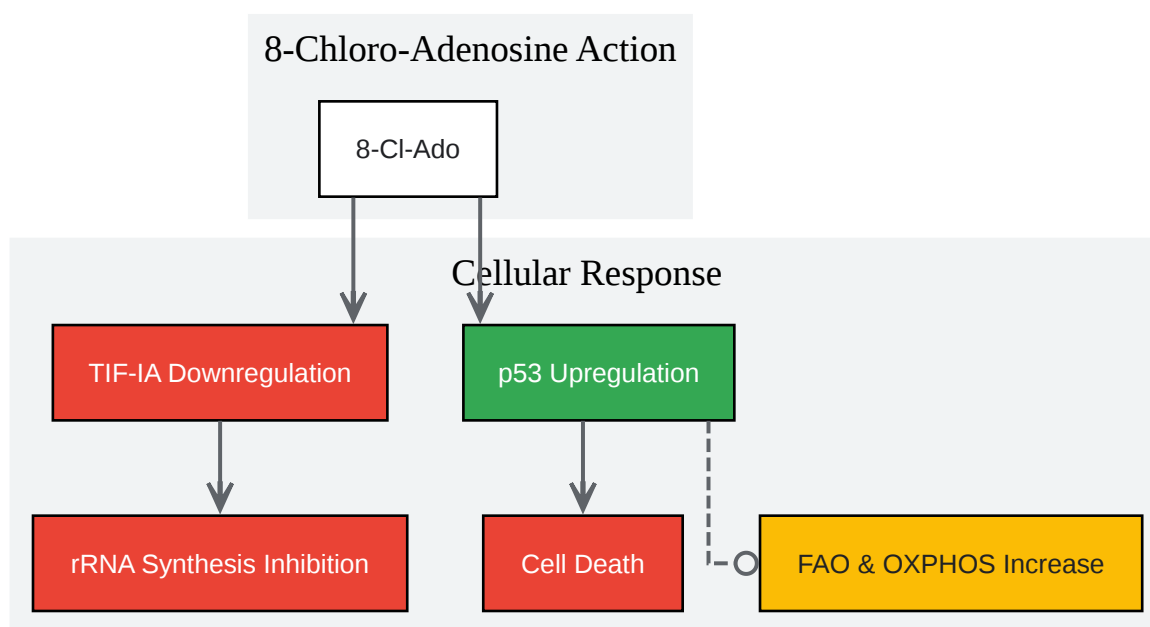 8-Chloro-Adenosine Action
8-Cl-Ado
Cellular Response
TIF-IA Downregulation
p53 Upregulation
rRNA Synthesis Inhibition
Cell Death
FAO & OXPHOS Increase